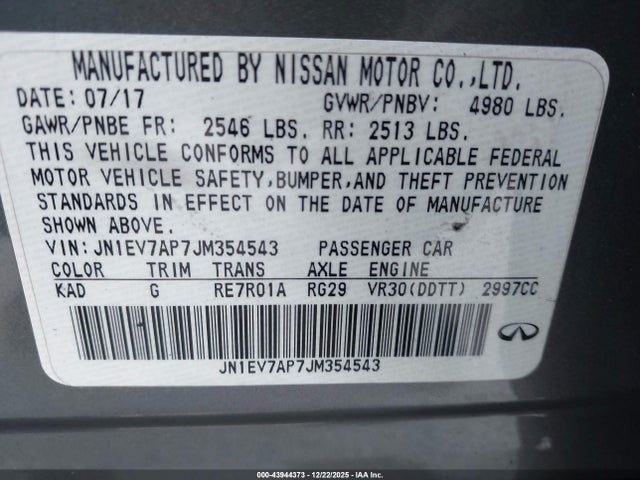 MANUFACTURED BY NISSAN MOTOR CO.,LTD.
DATE: 07/17 GVWR/PNBV: 4980 LBS.
GAWR/PNBE FR: 2546 LBS. RR: 2513 LBS.
THIS VEHICLE CONFORMS TO ALL APPLICABLE FEDERAL
MOTOR VEHICLE SAFETY,BUMPER,AND THEFT PREVENTION
STANDARDS IN EFFECT ON THE DATE OF MANUFACTURE
SHOWN ABOVE.
VIN: JN1EV7AP7JM354543 PASSENGER CAR
COLOR TRIM TRANS AXLE ENGINE
KAD G RE7R01A RG29 VR30(DDTT) 2997CC
JN1EV7AP7JM354543
000-43944373 - 12/22/2025 - IAA Inc.